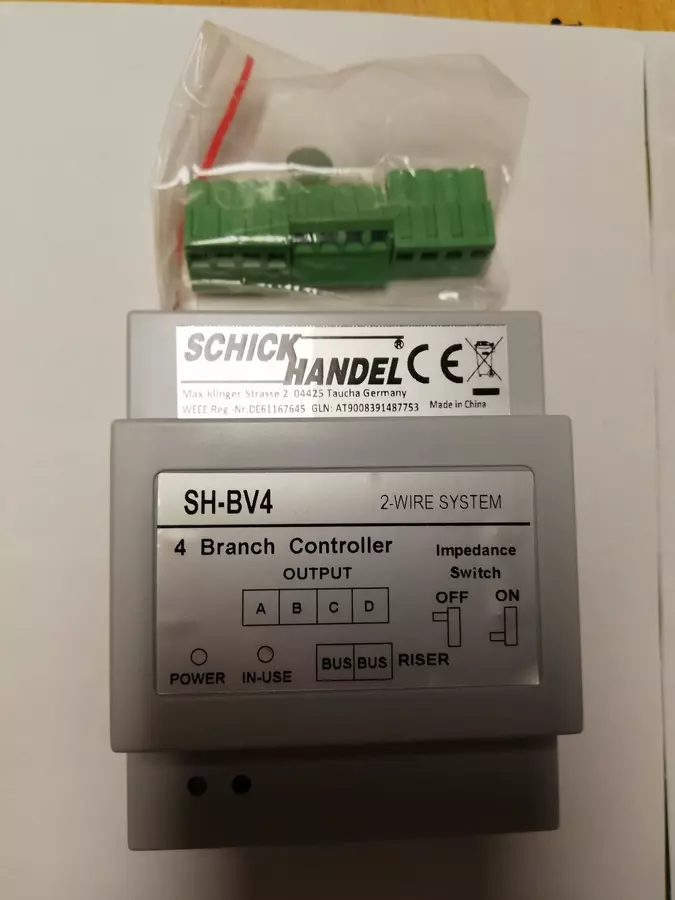 SCHICK
HANDEL® CE
Max-klinger-Strasse 2 04425 Taucha Germany
WEEE Reg.-Nr.DE61167645 GLN: AT9008391487753 Made in China
SH-BV4 2-WIRE SYSTEM
4 Branch Controller
OUTPUT
A B C D
Impedance
Switch
OFF ON
POWER IN-USE
BUS BUS RISER